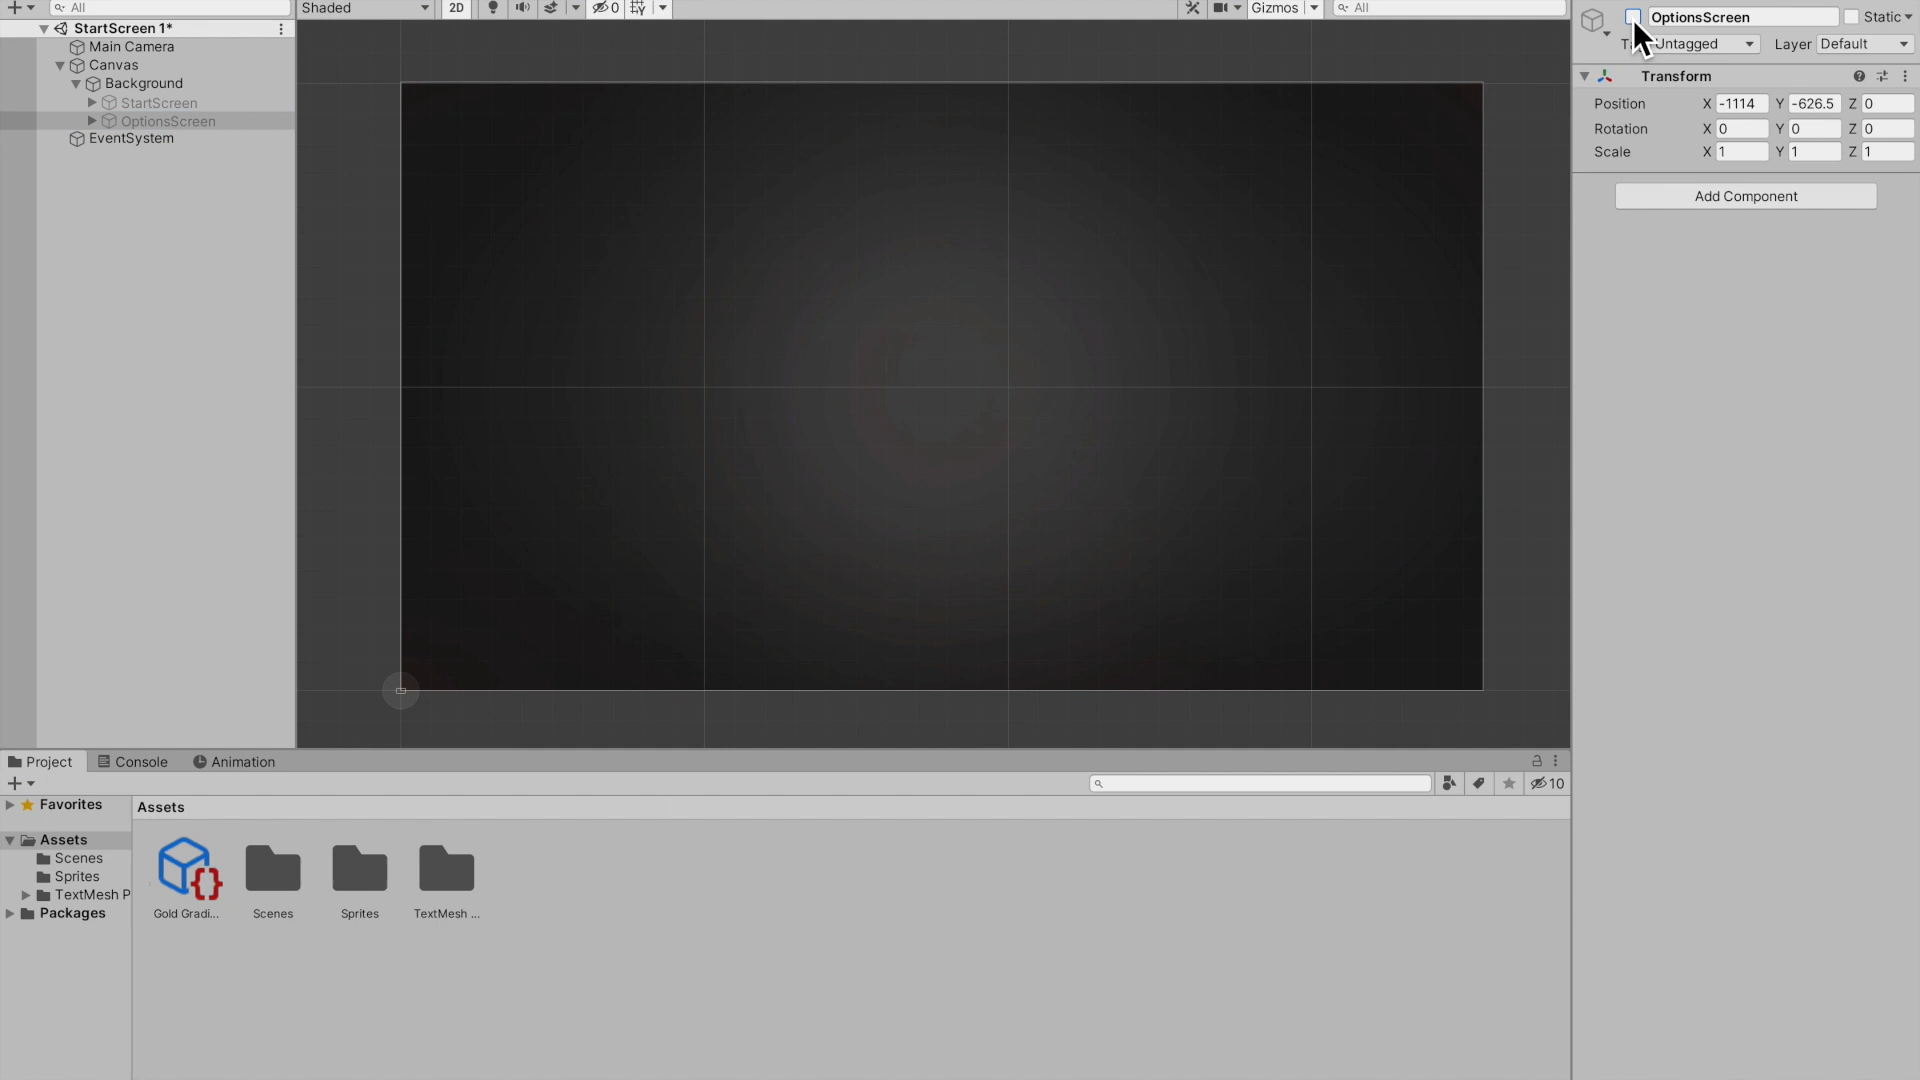 All
Shaded
2D
0
Gizmos
All
StartScreen 1*
Main Camera
Canvas
Background
StartScreen
OptionsScreen
EventSystem
OptionsScreen
Static
Untagged
Layer
Default
Transform
Position
X
-1114
Y
-626.5
Z
0
Rotation
X
0
Y
0
Z
0
Scale
X
1
Y
1
Z
1
Add Component
Project
Console
Animation
10
Favorites
Assets
Scenes
Sprites
TextMesh P
Packages
Assets
Gold Gradi...
Scenes
Sprites
TextMesh ...